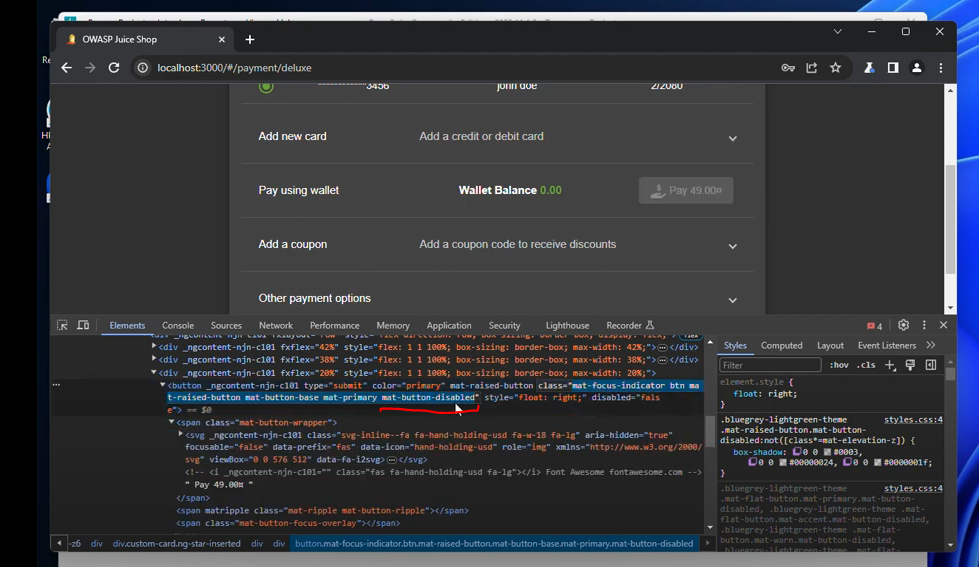 OWASP Juice Shop
localhost:3000/#/payment/deluxe
3456 john doe 2/2080
Add new card Add a credit or debit card
Pay using wallet Wallet Balance 0.00 Pay 49.00¤
Add a coupon Add a coupon code to receive discounts
Other payment options
Elements Console Sources Network Performance Memory Application Security Lighthouse Recorder 4
<div _ngcontent-njn-c101 fxflex="42%" style="flex: 1 1 100%; box-sizing: border-box; max-width: 42%;">⋯</div>
<div _ngcontent-njn-c101 fxflex="38%" style="flex: 1 1 100%; box-sizing: border-box; max-width: 38%;">⋯</div>
<div _ngcontent-njn-c101 fxflex="20%" style="flex: 1 1 100%; box-sizing: border-box; max-width: 20%;">
<button _ngcontent-njn-c101 type="submit" color="primary" mat-raised-button class="mat-focus-indicator btn ma
t-raised-button mat-button-base mat-primary mat-button-disabled" style="float: right;" disabled="fals
e"> == $0
<span class="mat-button-wrapper">
<svg _ngcontent-njn-c101 class="svg-inline--fa fa-hand-holding-usd fa-w-18 fa-lg" aria-hidden="true"
focusable="false" data-prefix="fas" data-icon="hand-holding-usd" role="img" xmlns="http://www.w3.org/2000/
svg" viewBox="0 0 576 512" data-fa-i2svg>⋯</svg>
<!-- <i _ngcontent-njn-c101="" class="fas fa-hand-holding-usd fa-lg"></i> Font Awesome fontawesome.com -->
" Pay 49.00¤ "
</span>
<span matripple class="mat-ripple mat-button-ripple"></span>
<span class="mat-button-focus-overlay"></span>
-z6 div div.custom-card.ng-star-inserted div div button.mat-focus-indicator.btn.mat-raised-button.mat-button-base.mat-primary.mat-button-disabled
Styles Computed Layout Event Listeners
Filter :hov .cls
element.style {
float: right;
}
.bluegrey-lightgreen-theme styles.css:4
.mat-raised-button.mat-button-
disabled:not([class*=mat-elevation-z]) {
box-shadow: 0 0 #0003,
0 0 #00000024, 0 0 #0000001f;
}
.bluegrey-lightgreen-theme styles.css:4
.mat-flat-button.mat-primary.mat-button-
disabled, .bluegrey-lightgreen-theme .mat-
flat-button.mat-accent.mat-button-disabled,
.bluegrey-lightgreen-theme .mat-flat-
button.mat-warn.mat-button-disabled,